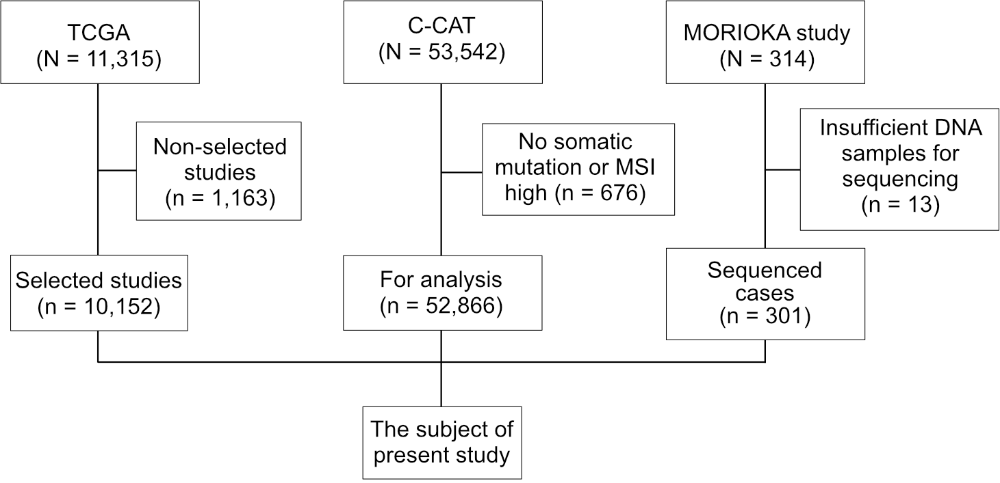 TCGA
(N = 11,315)
C-CAT
(N = 53,542)
MORIOKA study
(N = 314)
Non-selected
studies
(n = 1,163)
No somatic
mutation or MSI
high (n = 676)
Insufficient DNA
samples for
sequencing
(n = 13)
Selected studies
(n = 10,152)
For analysis
(n = 52,866)
Sequenced
cases
(n = 301)
The subject of
present study